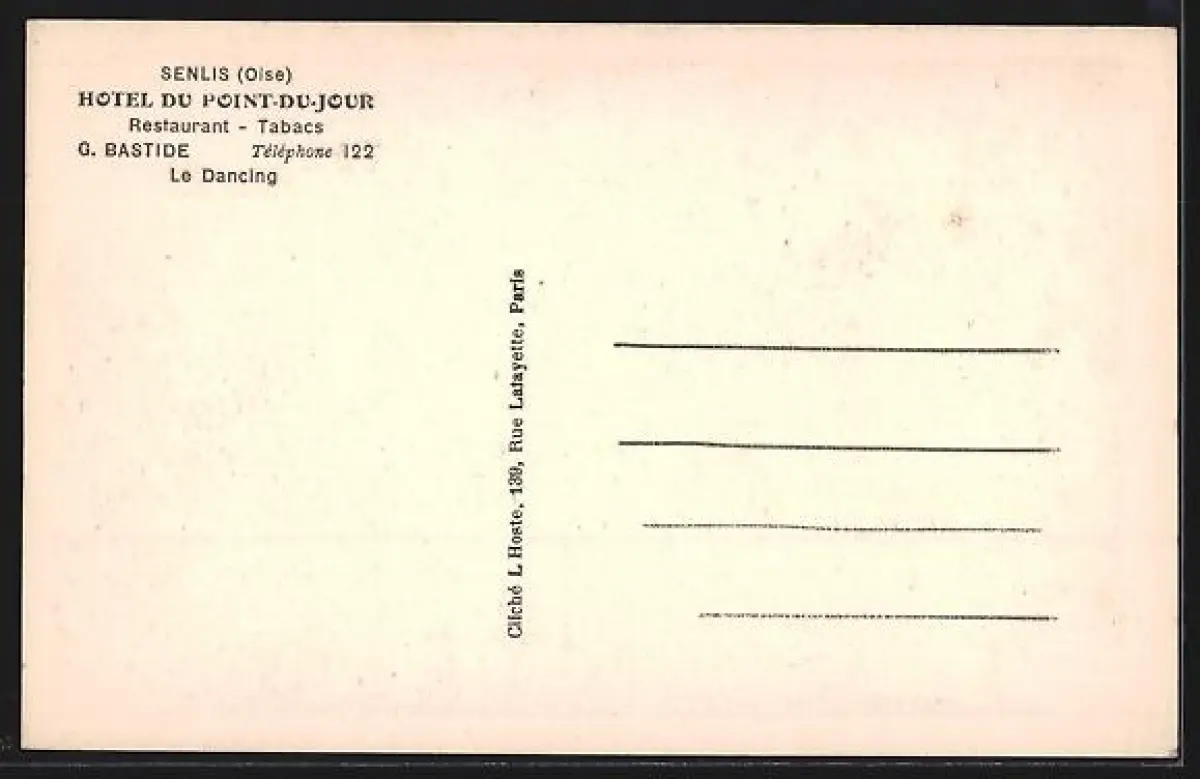 SENLIS (Oise)
HOTEL DU POINT-DU-JOUR
Restaurant - Tabacs
G. BASTIDE Téléphone 122
Le Dancing
Cliché L Hoste, 139, Rue Lafayette, Paris